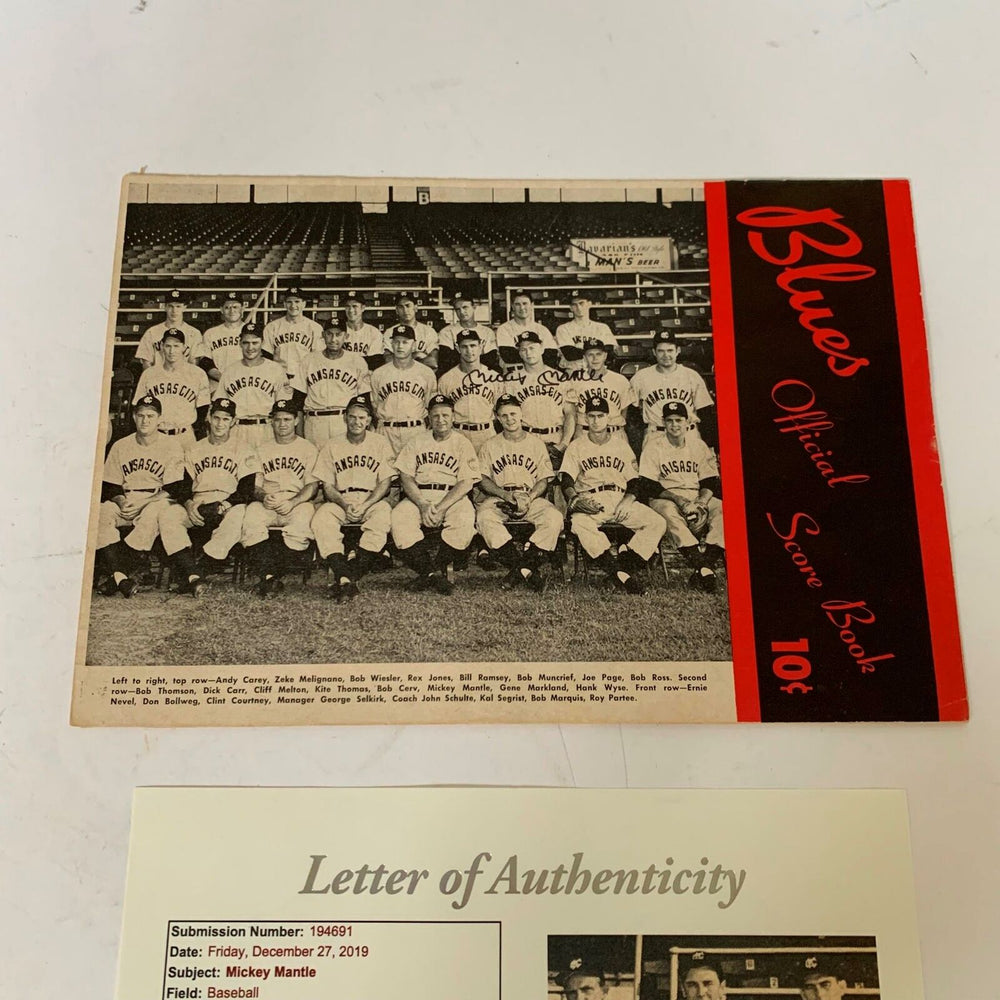 B
Bavarian's Old Style
MAN'S BEER
KANSAS CITY
Mickey Mantle
Blues
Official
Score Book
10¢
Left to right, top row—Andy Carey, Zeke Melignano, Bob Wiesler, Rex Jones, Bill Ramsey, Bob Muncrief, Joe Page, Bob Ross. Second
row—Bob Thomson, Dick Carr, Cliff Melton, Kite Thomas, Bob Cerv, Mickey Mantle, Gene Markland, Hank Wyse. Front row—Ernie
Nevel, Don Bollweg, Clint Courtney, Manager George Selkirk, Coach John Schulte, Kal Segrist, Bob Marquis, Roy Partee.
Letter of Authenticity
Submission Number: 194691
Date: Friday, December 27, 2019
Subject: Mickey Mantle
Field: Baseball